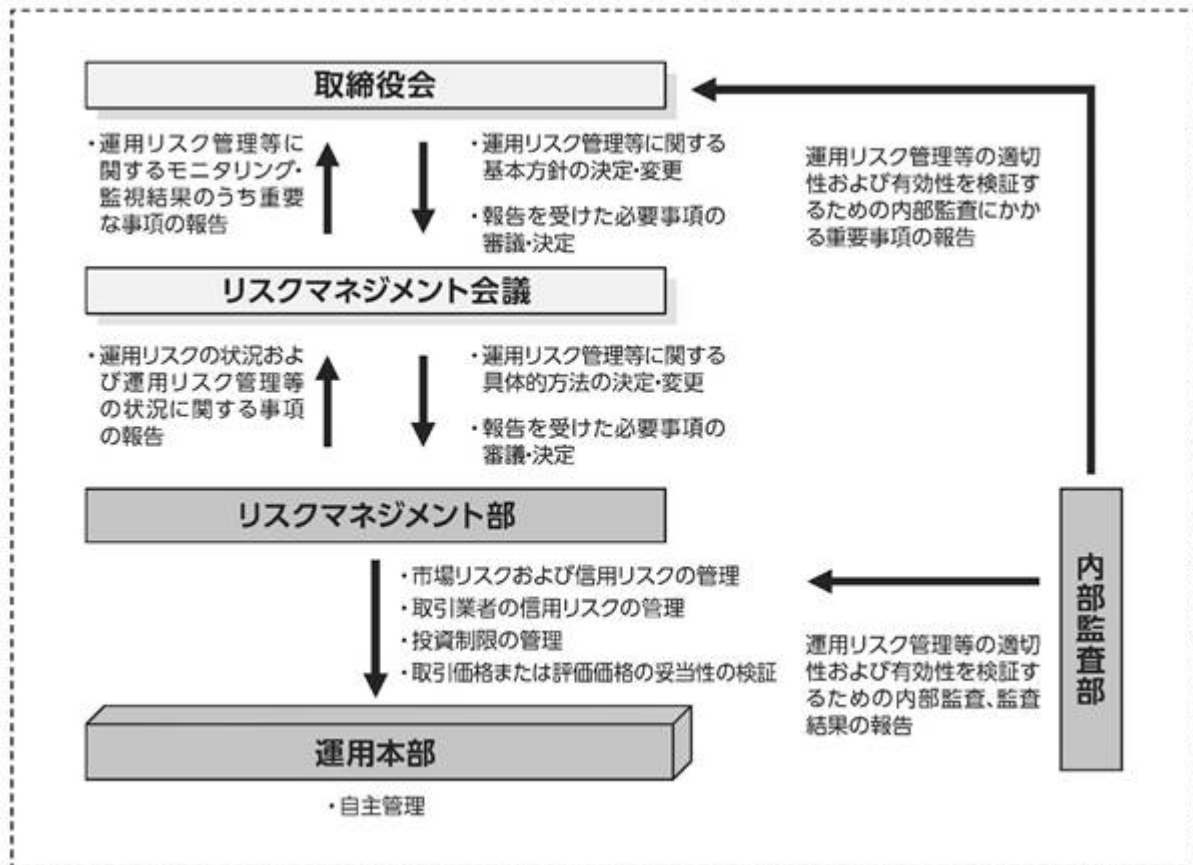 取締役会
・運用リスク管理等に
関するモニタリング・
監視結果のうち重要
な事項の報告
・運用リスク管理等に関する
基本方針の決定・変更
・報告を受けた必要事項の
審議・決定
運用リスク管理等の適切
性および有効性を検証す
るための内部監査にかか
る重要事項の報告
リスクマネジメント会議
・運用リスクの状況およ
び運用リスク管理等
の状況に関する事項
の報告
・運用リスク管理等に関する
具体的方法の決定・変更
・報告を受けた必要事項の
審議・決定
リスクマネジメント部
・市場リスクおよび信用リスクの管理
・取引業者の信用リスクの管理
・投資制限の管理
・取引価格または評価価格の妥当性の検証
運用リスク管理等の適切
性および有効性を検証す
るための内部監査、監査
結果の報告
内部監査部
運用本部
・自主管理